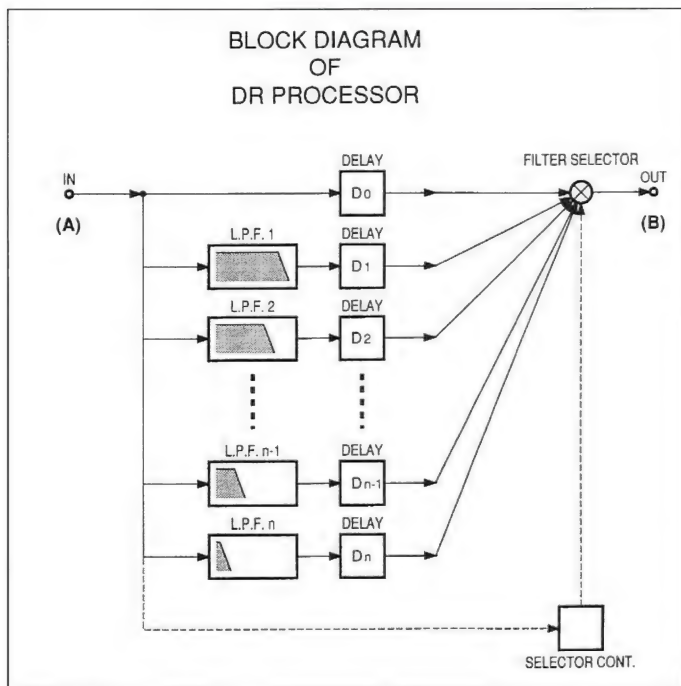 BLOCK DIAGRAM
OF
DR PROCESSOR
DELAY
FILTER SELECTOR
IN
D0
OUT
(A)
(B)
L.P.F. 1
DELAY
D1
L.P.F. 2
DELAY
D2
L.P.F. n-1
DELAY
Dn-1
L.P.F. n
DELAY
Dn
SELECTOR CONT.